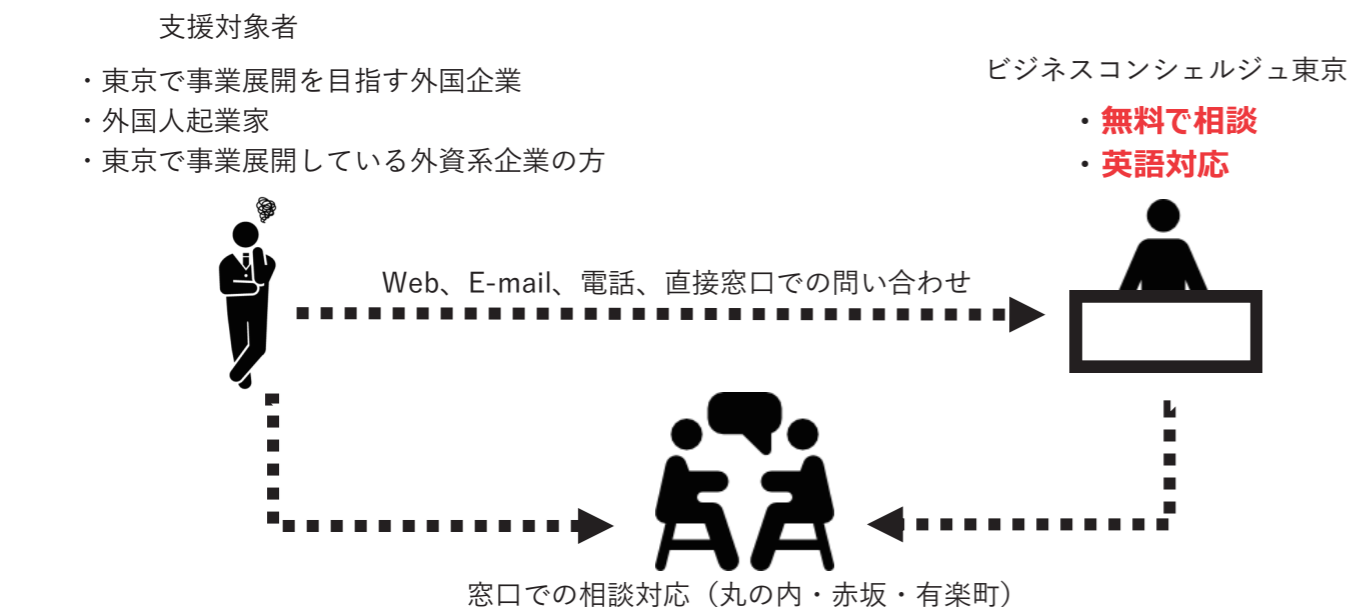 支援対象者
・東京で事業展開を目指す外国企業
・外国人起業家
・東京で事業展開している外資系企業の方
ビジネスコンシェルジュ東京
・無料で相談
・英語対応
Web、E-mail、電話、直接窓口での問い合わせ
窓口での相談対応（丸の内・赤坂・有楽町）